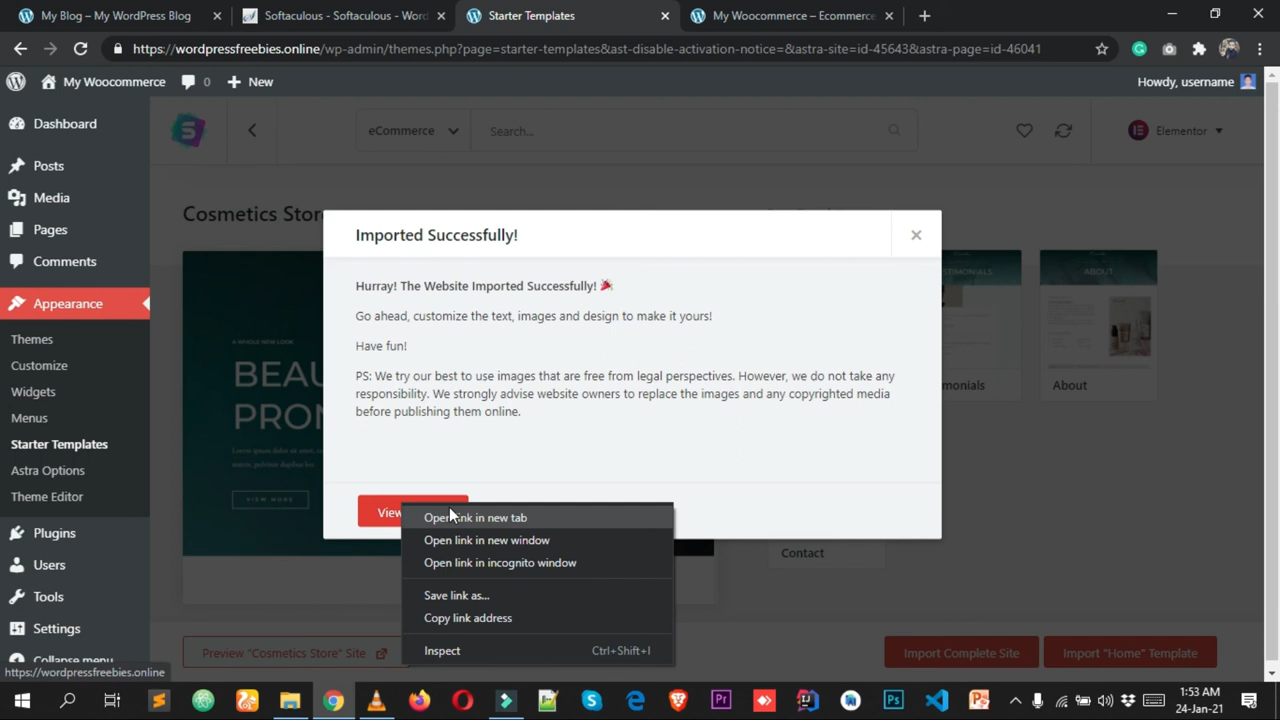 My Blog – My WordPress Blog
Softaculous - Softaculous - Word
Starter Templates
My Woocommerce – Ecommerce
https://wordpressfreebies.online/wp-admin/themes.php?page=starter-templates&ast-disable-activation-notice=&astra-site=id-45643&astra-page=id-46041
My Woocommerce
0
New
Howdy, username
Dashboard
Posts
Media
Pages
Comments
Appearance
Themes
Customize
Widgets
Menus
Starter Templates
Astra Options
Theme Editor
Plugins
Users
Tools
Settings
Collapse menu
https://wordpressfreebies.online
eCommerce
Search...
Elementor
Cosmetics Store
A WHOLE NEW LOOK
VIEW MORE
Imported Successfully!
Hurray! The Website Imported Successfully!
Go ahead, customize the text, images and design to make it yours!
Have fun!
PS: We try our best to use images that are free from legal perspectives. However, we do not take any
responsibility. We strongly advise website owners to replace the images and any copyrighted media
before publishing them online.
View
Open link in new tab
Open link in new window
Open link in incognito window
Save link as...
Copy link address
Inspect
Ctrl+Shift+I
ABOUT
About
Contact
Preview "Cosmetics Store" Site
Import Complete Site
Import "Home" Template
1:53 AM
24-Jan-21